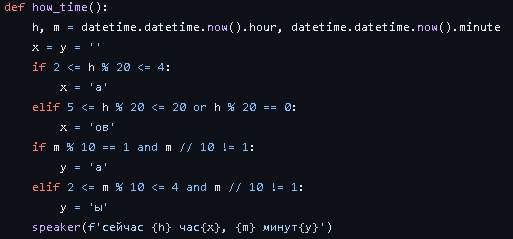 def how_time():
    h, m = datetime.datetime.now().hour, datetime.datetime.now().minute
    x = y = ''
    if 2 <= h % 20 <= 4:
        x = 'а'
    elif 5 <= h % 20 <= 20 or h % 20 == 0:
        x = 'ов'
    if m % 10 == 1 and m // 10 != 1:
        y = 'а'
    elif 2 <= m % 10 <= 4 and m // 10 != 1:
        y = 'ы'
    speaker(f'сейчас {h} час{x}, {m} минут{y}')